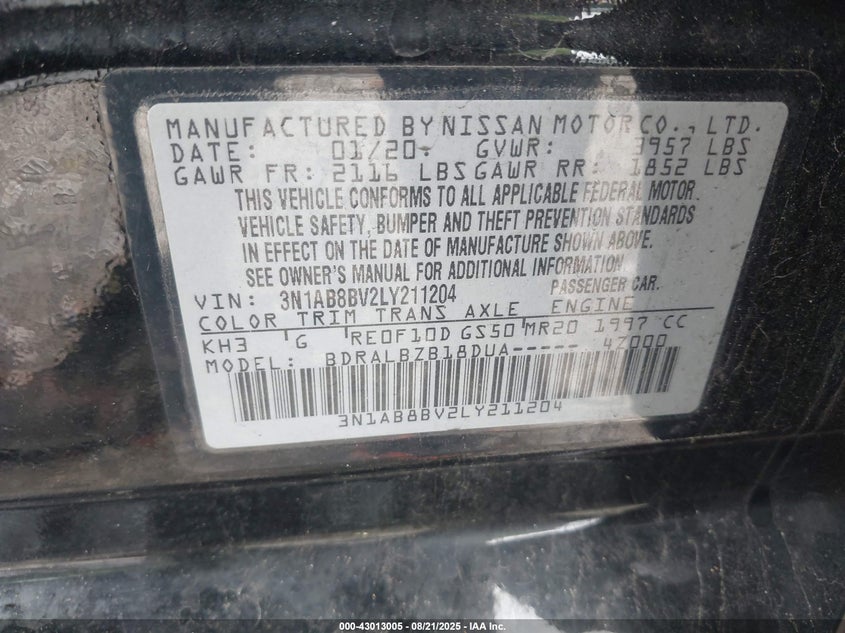 MANUFACTURED BY NISSAN MOTOR CO., LTD.
DATE: 01/20 GVWR: 3957 LBS
GAWR FR: 2116 LBS GAWR RR: 1852 LBS
THIS VEHICLE CONFORMS TO ALL APPLICABLE FEDERAL MOTOR
VEHICLE SAFETY, BUMPER AND THEFT PREVENTION STANDARDS
IN EFFECT ON THE DATE OF MANUFACTURE SHOWN ABOVE.
SEE OWNER'S MANUAL FOR ADDITIONAL INFORMATION
PASSENGER CAR.
VIN: 3N1AB8BV2LY211204
COLOR TRIM TRANS AXLE ENGINE
KH3 G RE0F10D GS50 MR20 1997 CC
MODEL: BDRALBZB18DUA----- 4Z000
3N1AB8BV2LY211204
000-43013005 - 08/21/2025 - IAA Inc.